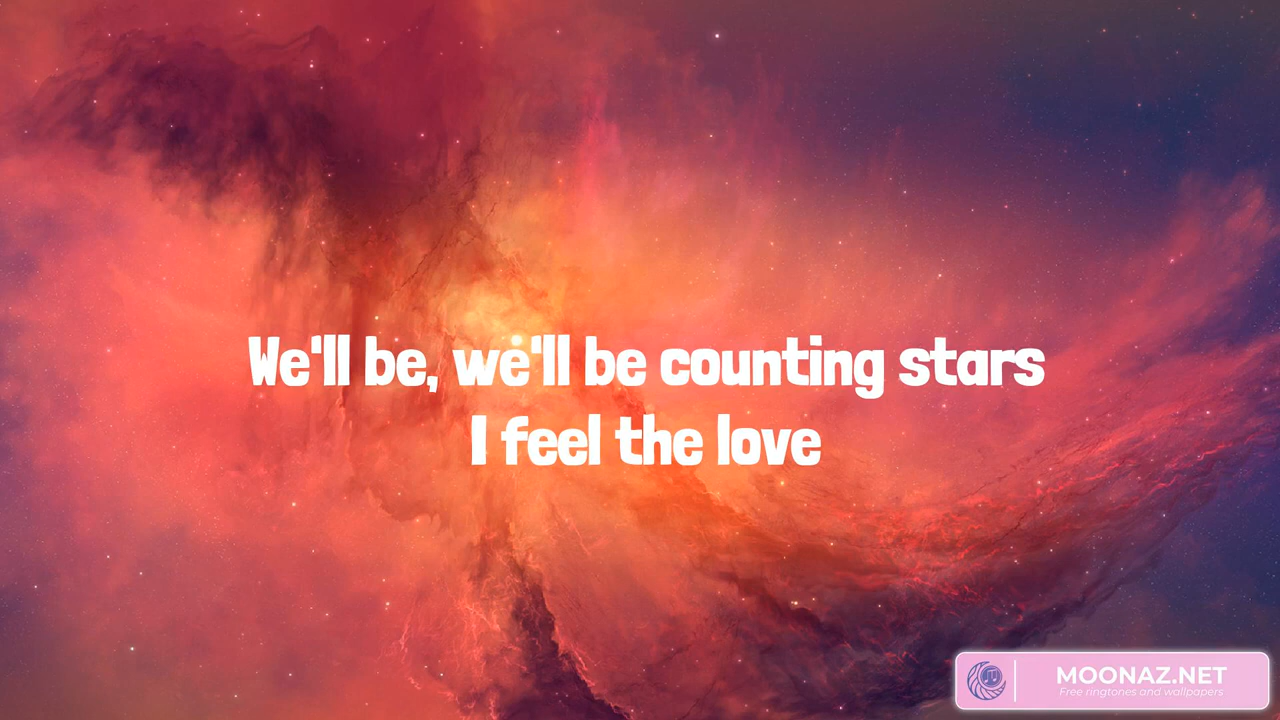 We'll be, we'll be counting stars
I feel the love
MOONAZ.NET
Free ringtones and wallpapers